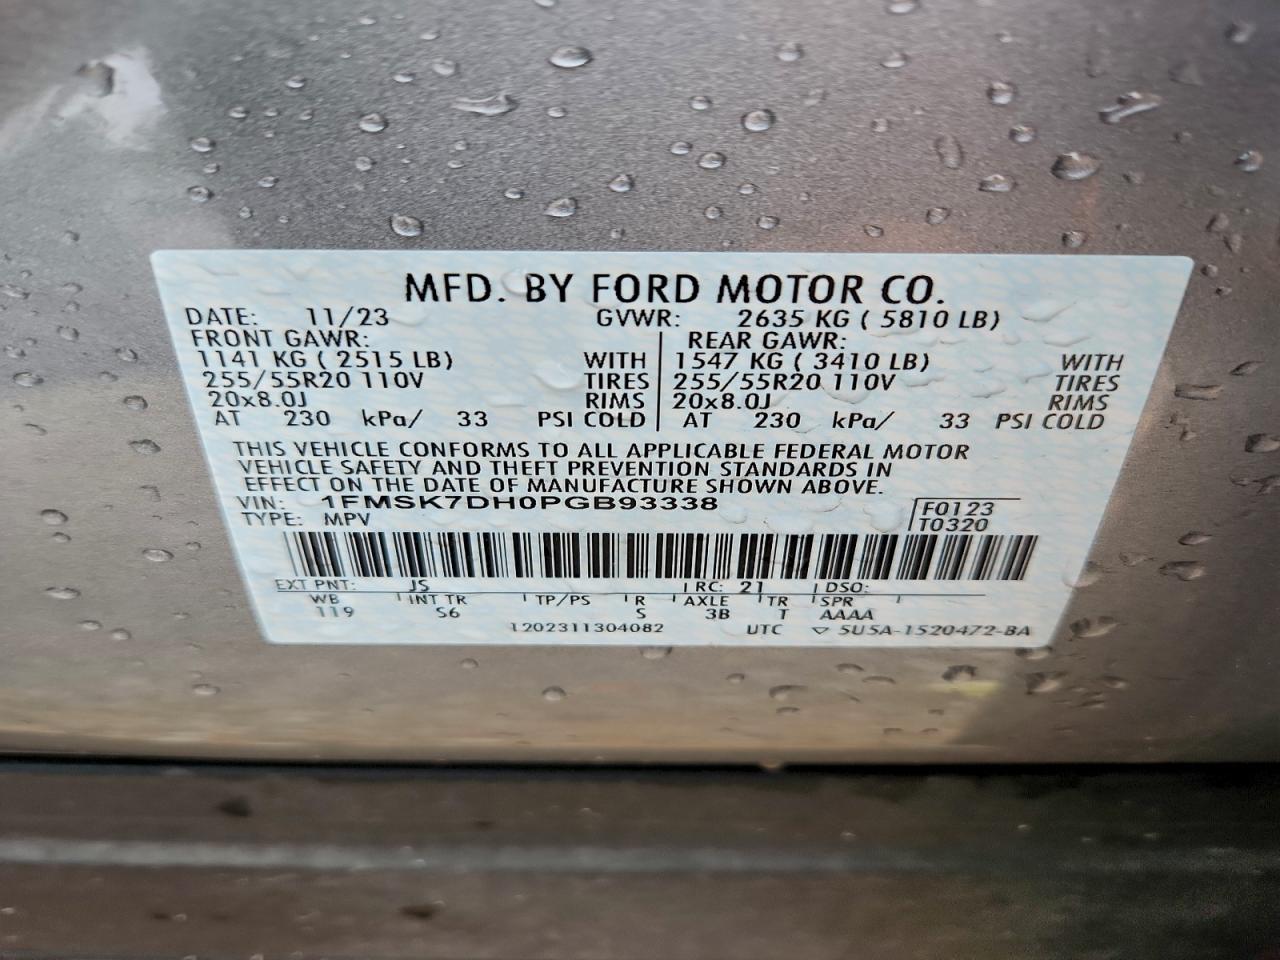 MFD. BY FORD MOTOR CO.
DATE: 11/23 GVWR: 2635 KG ( 5810 LB)
FRONT GAWR: REAR GAWR:
1141 KG ( 2515 LB) WITH 1547 KG ( 3410 LB) WITH
255/55R20 110V TIRES 255/55R20 110V TIRES
20x8.0J RIMS 20x8.0J RIMS
AT 230 kPa/ 33 PSI COLD AT 230 kPa/ 33 PSI COLD
THIS VEHICLE CONFORMS TO ALL APPLICABLE FEDERAL MOTOR
VEHICLE SAFETY AND THEFT PREVENTION STANDARDS IN
EFFECT ON THE DATE OF MANUFACTURE SHOWN ABOVE.
VIN: 1FMSK7DH0PGB93338 F0123
TYPE: MPV T0320
EXT PNT: JS RC: 21 DSO:
WB INT TR TP/PS R AXLE TR SPR
119 S6 S 3B T AAAA
1202311304082 UTC ▽ 5U5A-1520472-BA